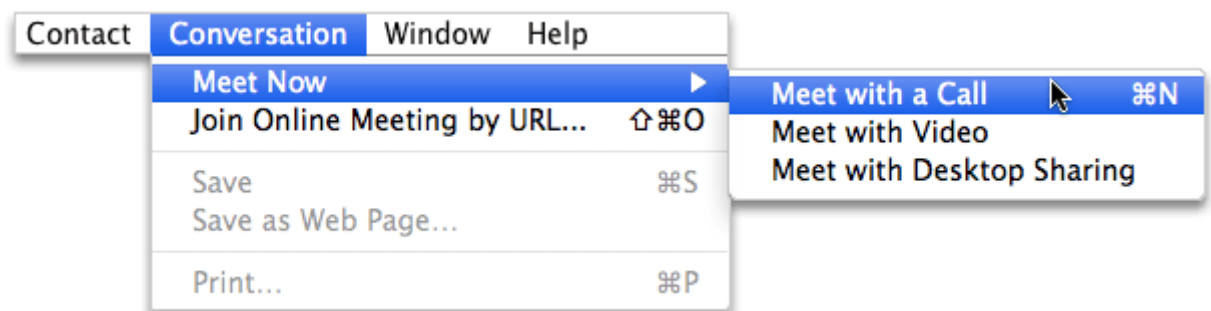 Contact Conversation Window Help
Meet Now ▶
Meet with a Call ⌘N
Join Online Meeting by URL... ⇧⌘O
Meet with Video
Meet with Desktop Sharing
Save ⌘S
Save as Web Page...
Print... ⌘P